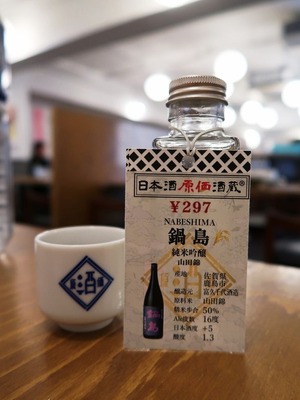 日本酒原価酒蔵®
¥297
NABESHIMA
鍋島
純米吟醸
山田錦
産地 佐賀県
鹿島市
醸造元 富久千代酒造
原料米 山田錦
精米歩合 50%
Alc度数 16度
日本酒度 +5
酸度 1.3
鍋島
酒